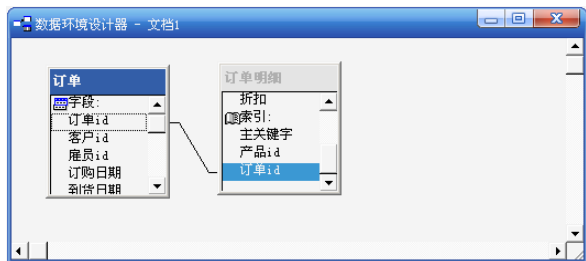 数据环境设计器 - 文档1
订单
字段:
订单id
客户id
雇员id
订购日期
到货日期
订单明细
折扣
索引:
主关键字
产品id
订单id